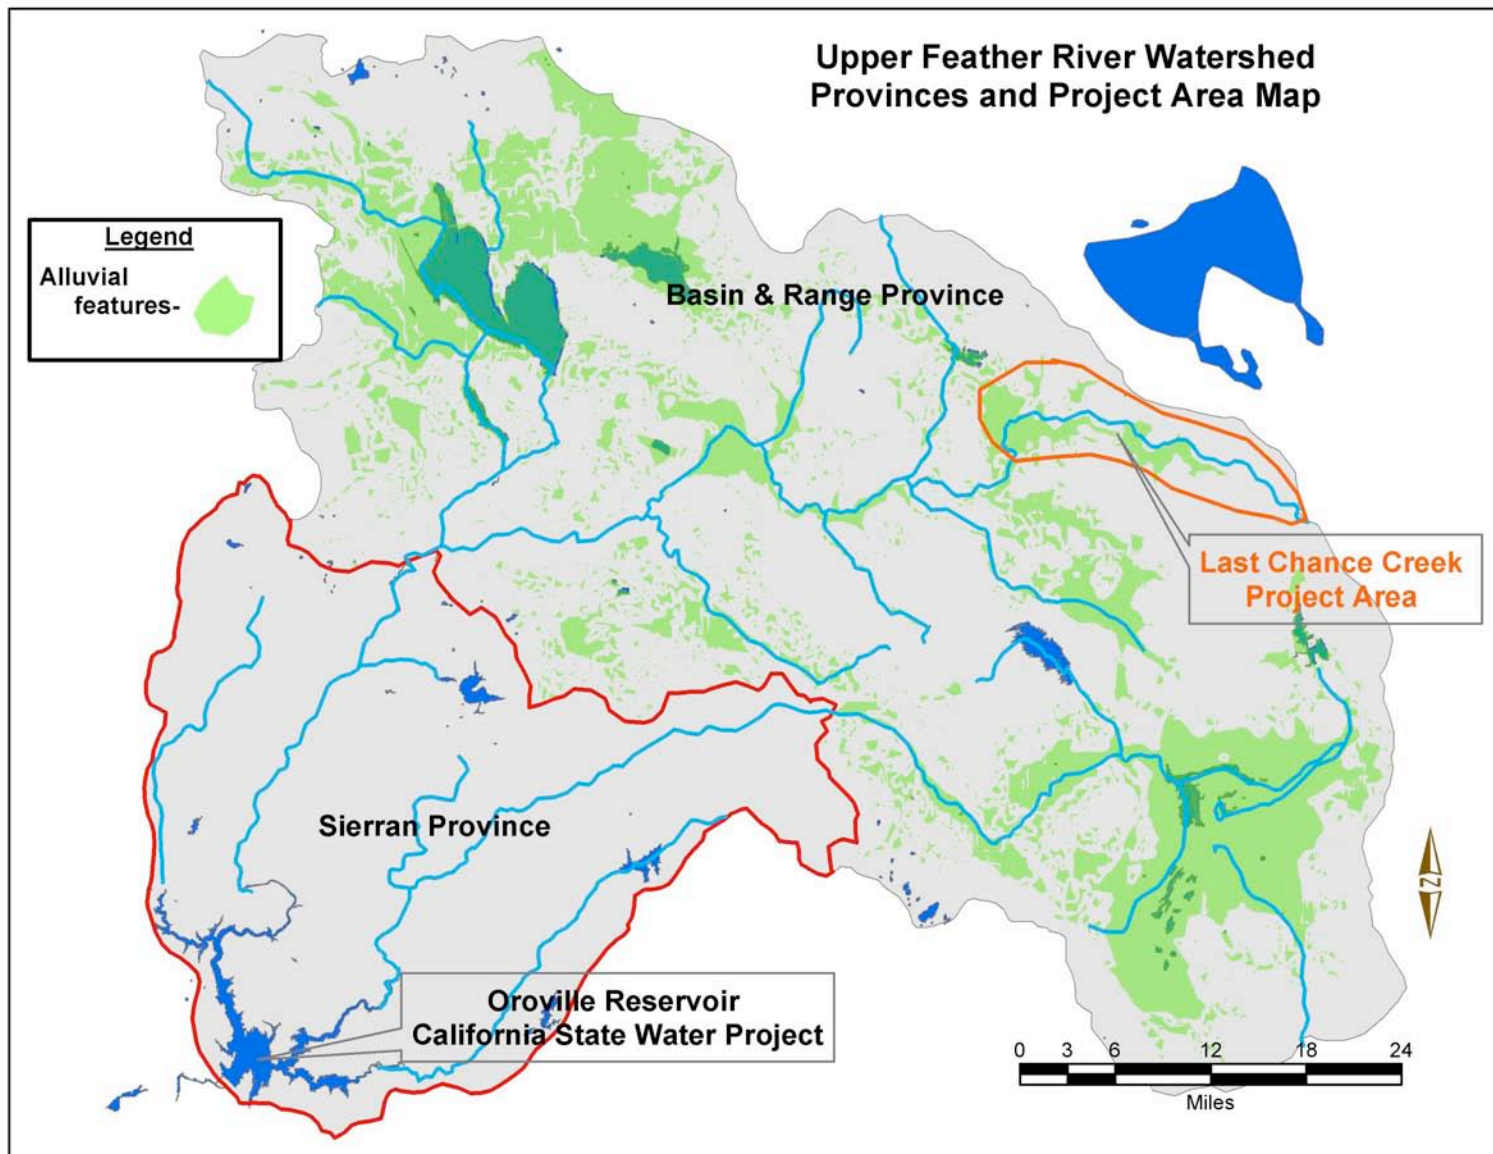 Upper Feather River Watershed
Provinces and Project Area Map
Legend
Alluvial
features-
Basin & Range Province
Last Chance Creek
Project Area
Sierran Province
Oroville Reservoir
California State Water Project
N
0 3 6 12 18 24
Miles